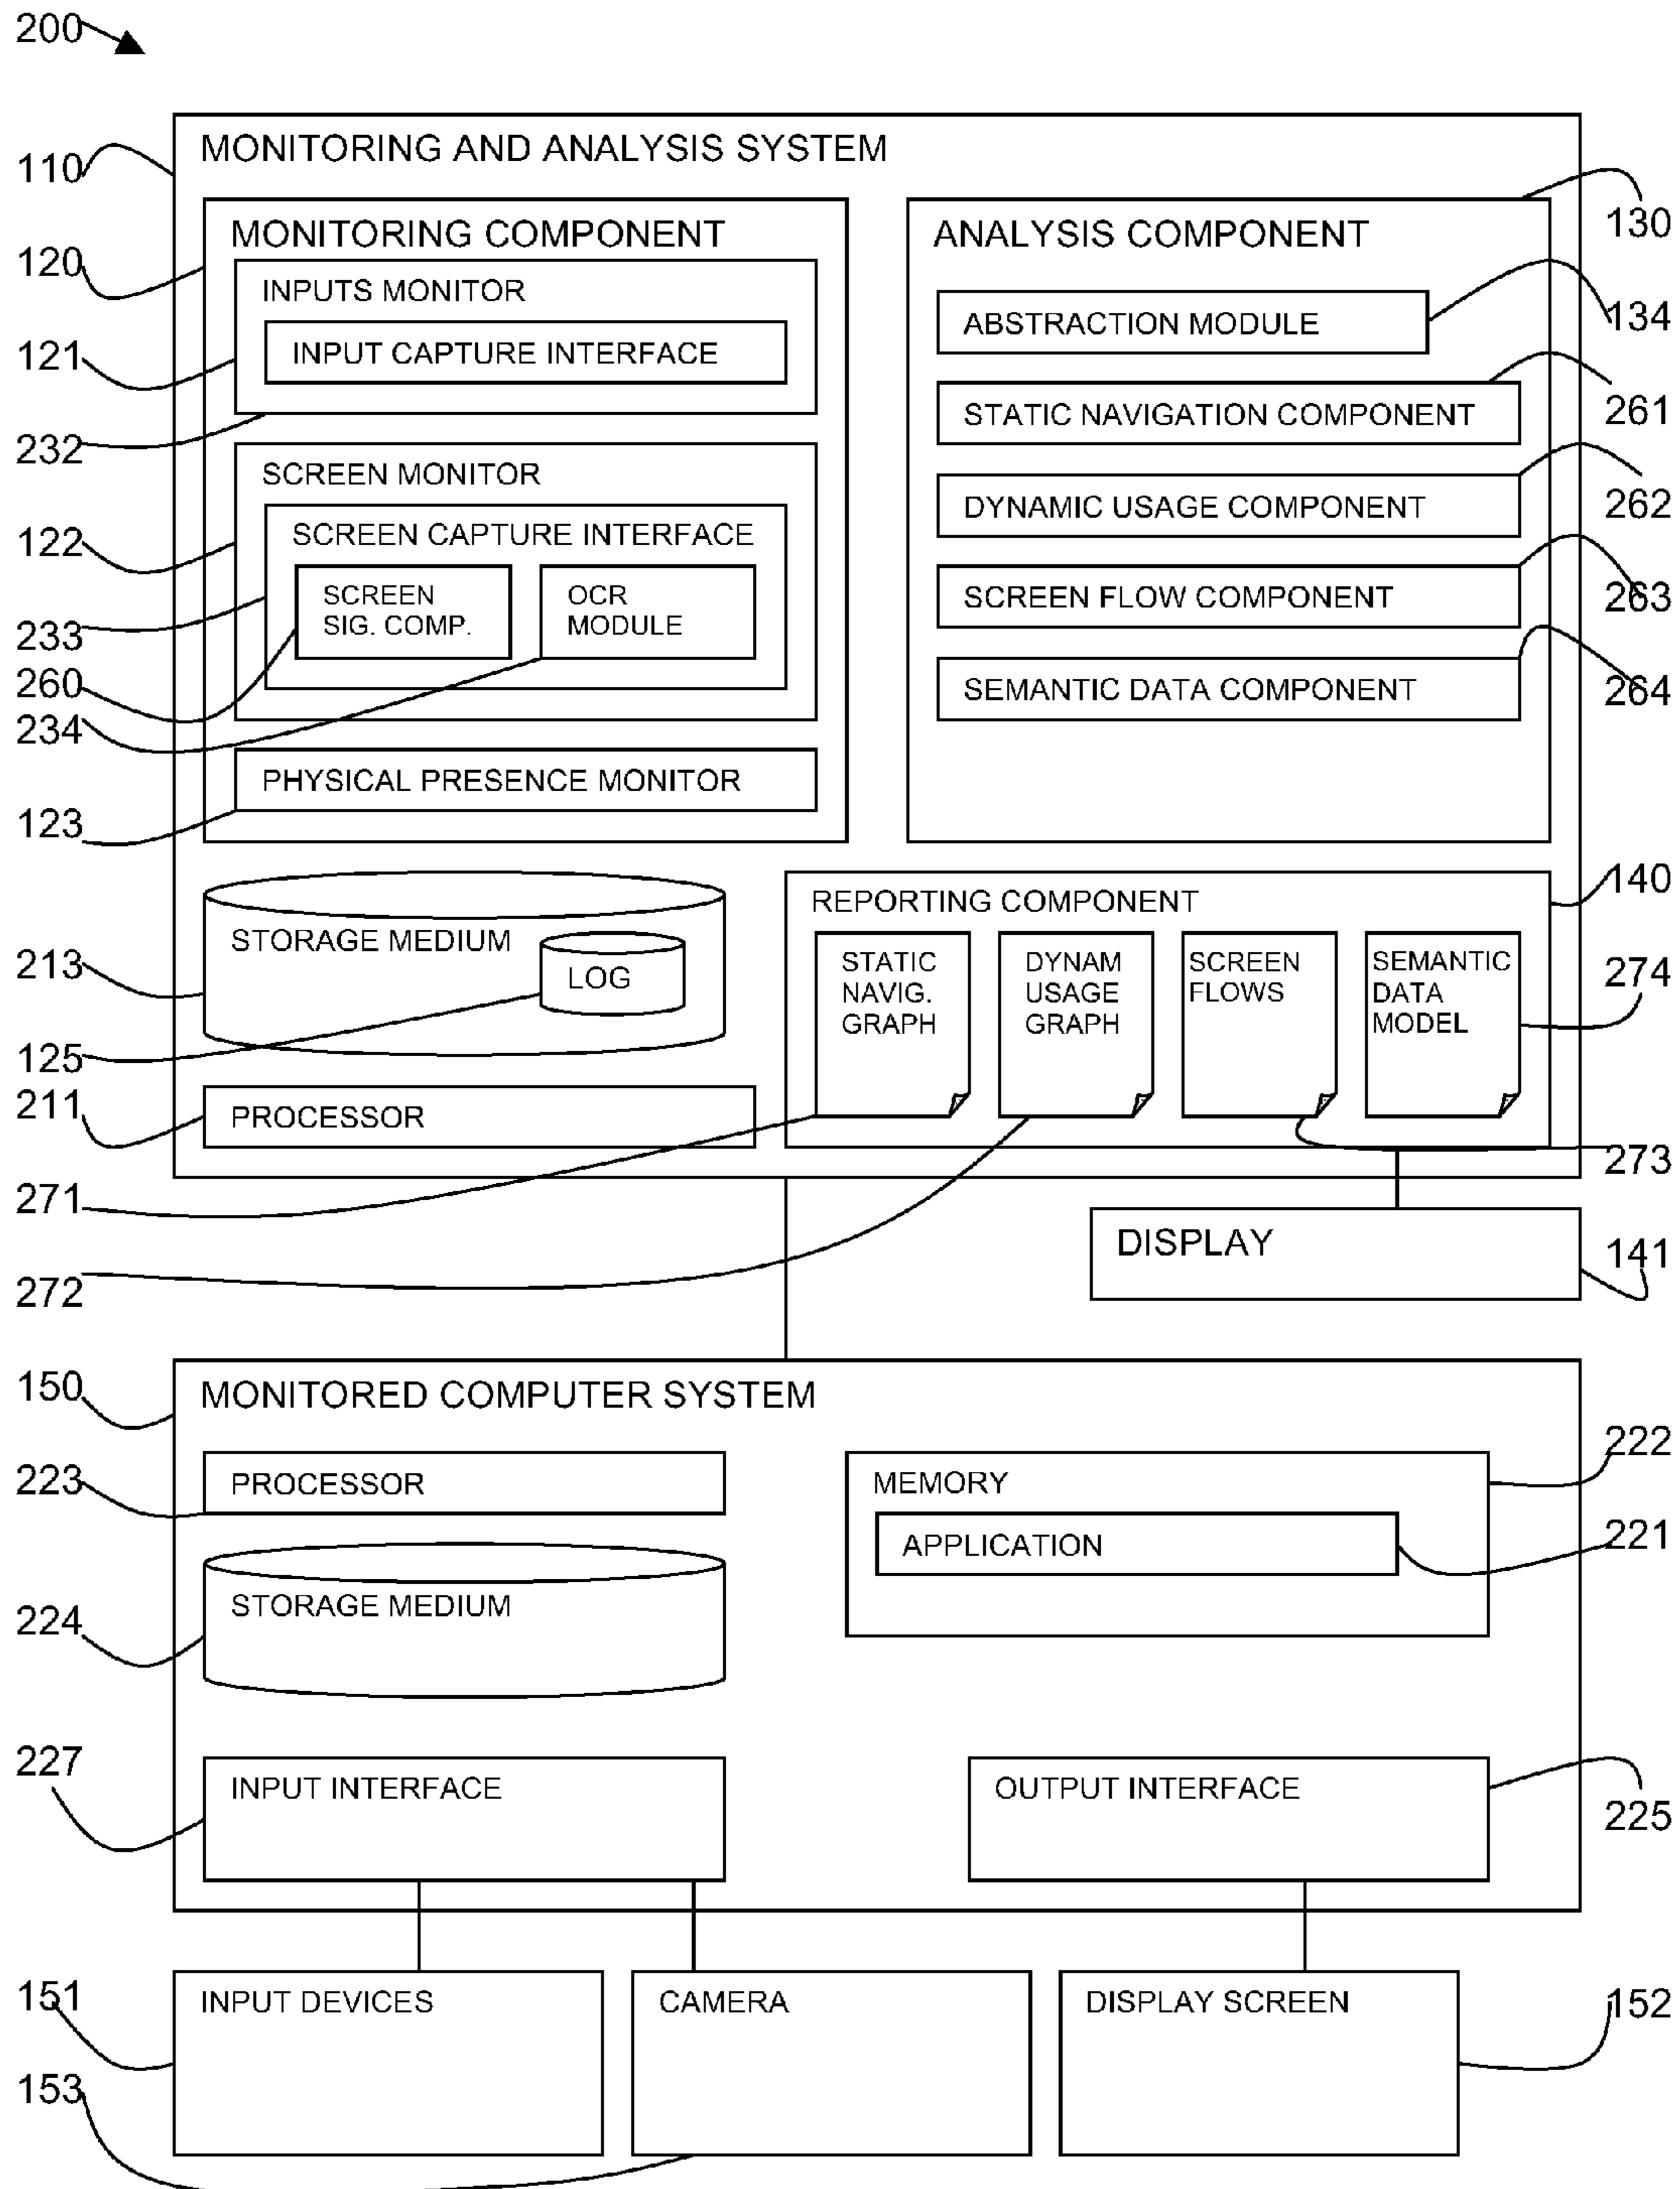 200
110
MONITORING AND ANALYSIS SYSTEM
120
MONITORING COMPONENT
121
INPUTS MONITOR
INPUT CAPTURE INTERFACE
232
122
SCREEN MONITOR
SCREEN CAPTURE INTERFACE
233
SCREEN
SIG. COMP.
OCR
MODULE
260
234
PHYSICAL PRESENCE MONITOR
123
130
ANALYSIS COMPONENT
134
ABSTRACTION MODULE
261
STATIC NAVIGATION COMPONENT
262
DYNAMIC USAGE COMPONENT
263
SCREEN FLOW COMPONENT
264
SEMANTIC DATA COMPONENT
213
STORAGE MEDIUM
LOG
125
211
PROCESSOR
140
REPORTING COMPONENT
STATIC
NAVIG.
GRAPH
DYNAM
USAGE
GRAPH
SCREEN
FLOWS
SEMANTIC
DATA
MODEL
274
273
271
272
DISPLAY
141
150
MONITORED COMPUTER SYSTEM
223
PROCESSOR
222
MEMORY
221
APPLICATION
224
STORAGE MEDIUM
227
INPUT INTERFACE
OUTPUT INTERFACE
225
151
INPUT DEVICES
CAMERA
DISPLAY SCREEN
152
153